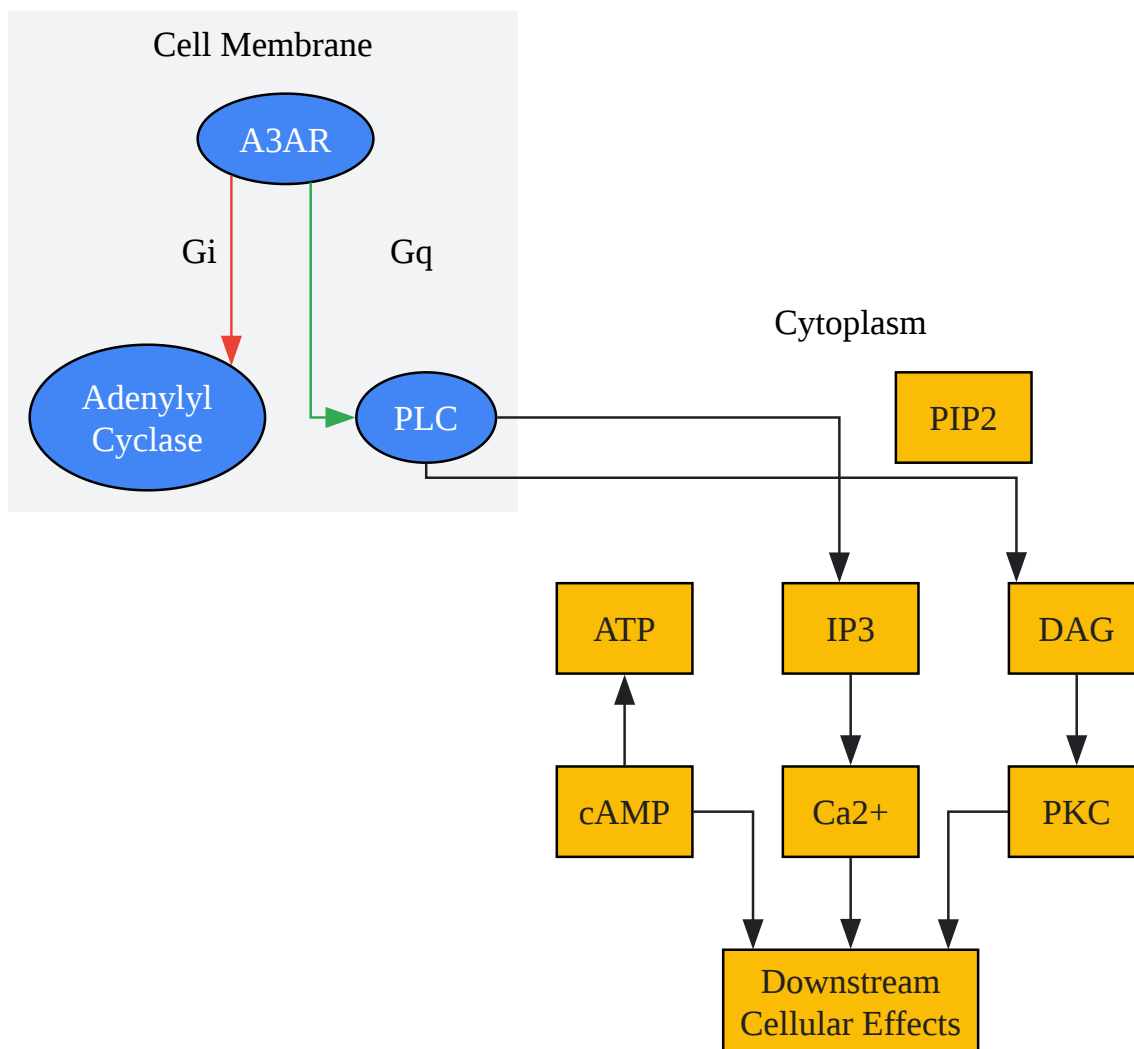 Cell Membrane
A3AR
Gi
Gq
Cytoplasm
Adenylyl
Cyclase
PLC
PIP2
ATP
IP3
DAG
cAMP
Ca2+
PKC
Downstream
Cellular Effects